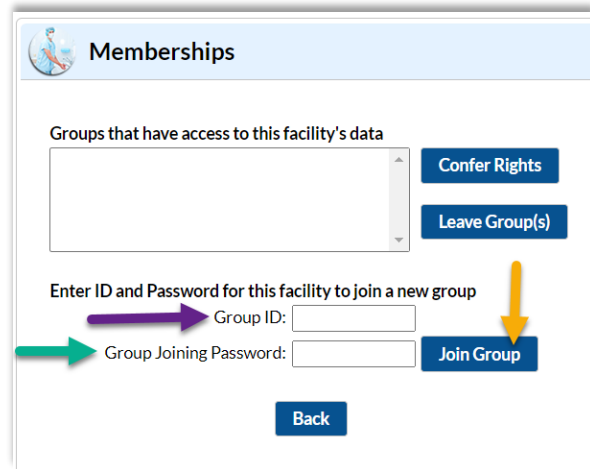 Memberships
Groups that have access to this facility's data
Confer Rights
Leave Group(s)
Enter ID and Password for this facility to join a new group
Group ID:
Group Joining Password:
Join Group
Back